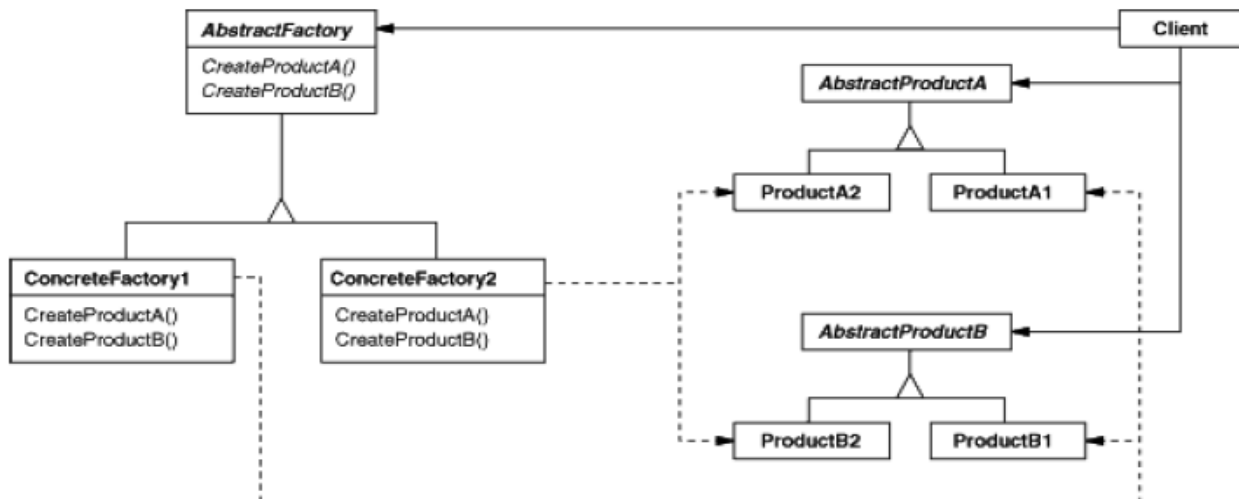 AbstractFactory
CreateProductA()
CreateProductB()
Client
AbstractProductA
ProductA2
ProductA1
ConcreteFactory1
CreateProductA()
CreateProductB()
ConcreteFactory2
CreateProductA()
CreateProductB()
AbstractProductB
ProductB2
ProductB1